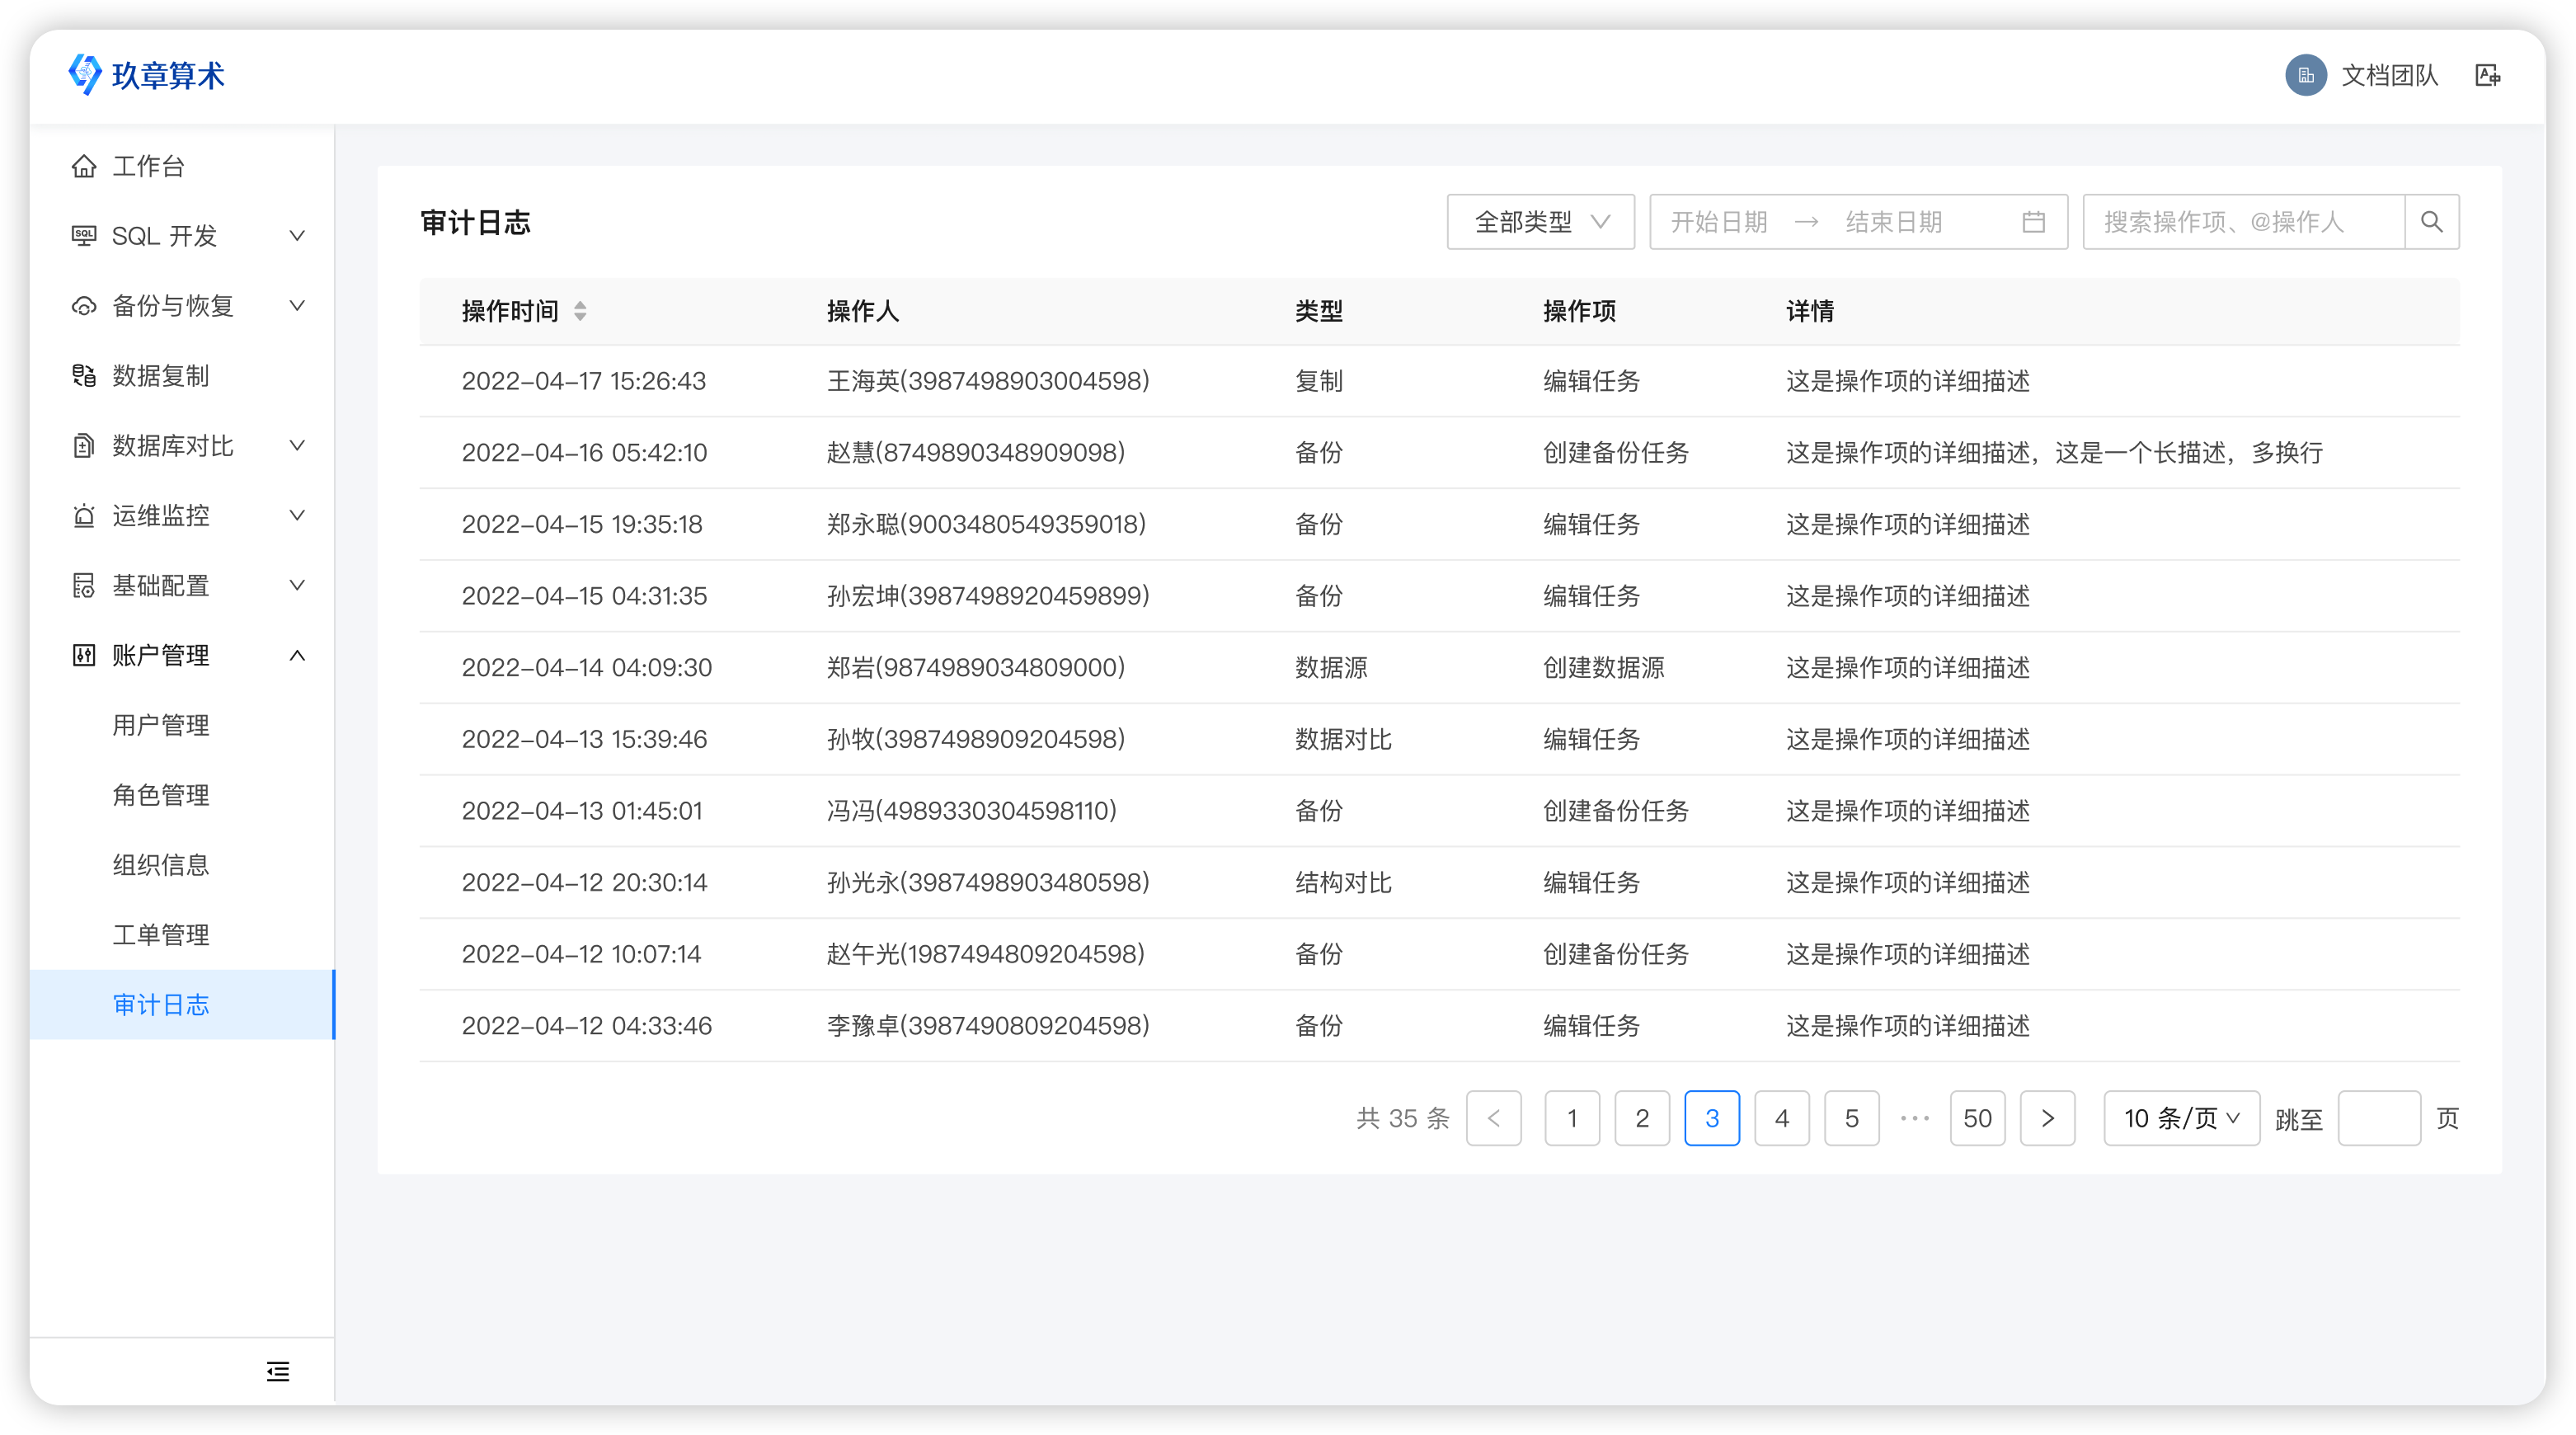 玖章算术
文档团队
工作台
SQL 开发
备份与恢复
数据复制
数据库对比
运维监控
基础配置
账户管理
用户管理
角色管理
组织信息
工单管理
审计日志
审计日志 全部类型 开始日期 结束日期 搜索操作项、@操作人
操作时间 操作人 类型 操作项 详情
2022-04-17 15:26:43 王海英(3987498903004598) 复制 编辑任务 这是操作项的详细描述
2022-04-16 05:42:10 赵慧(8749890348909098) 备份 创建备份任务 这是操作项的详细描述，这是一个长描述，多换行
2022-04-15 19:35:18 郑永聪(9003480549359018) 备份 编辑任务 这是操作项的详细描述
2022-04-15 04:31:35 孙宏坤(3987498920459899) 备份 编辑任务 这是操作项的详细描述
2022-04-14 04:09:30 郑岩(9874989034809000) 数据源 创建数据源 这是操作项的详细描述
2022-04-13 15:39:46 孙牧(3987498909204598) 数据对比 编辑任务 这是操作项的详细描述
2022-04-13 01:45:01 冯冯(4989330304598110) 备份 创建备份任务 这是操作项的详细描述
2022-04-12 20:30:14 孙光永(3987498903480598) 结构对比 编辑任务 这是操作项的详细描述
2022-04-12 10:07:14 赵午光(1987494809204598) 备份 创建备份任务 这是操作项的详细描述
2022-04-12 04:33:46 李豫卓(3987490809204598) 备份 编辑任务 这是操作项的详细描述
共 35 条 1 2 3 4 5 ··· 50 10 条/页 跳至 页